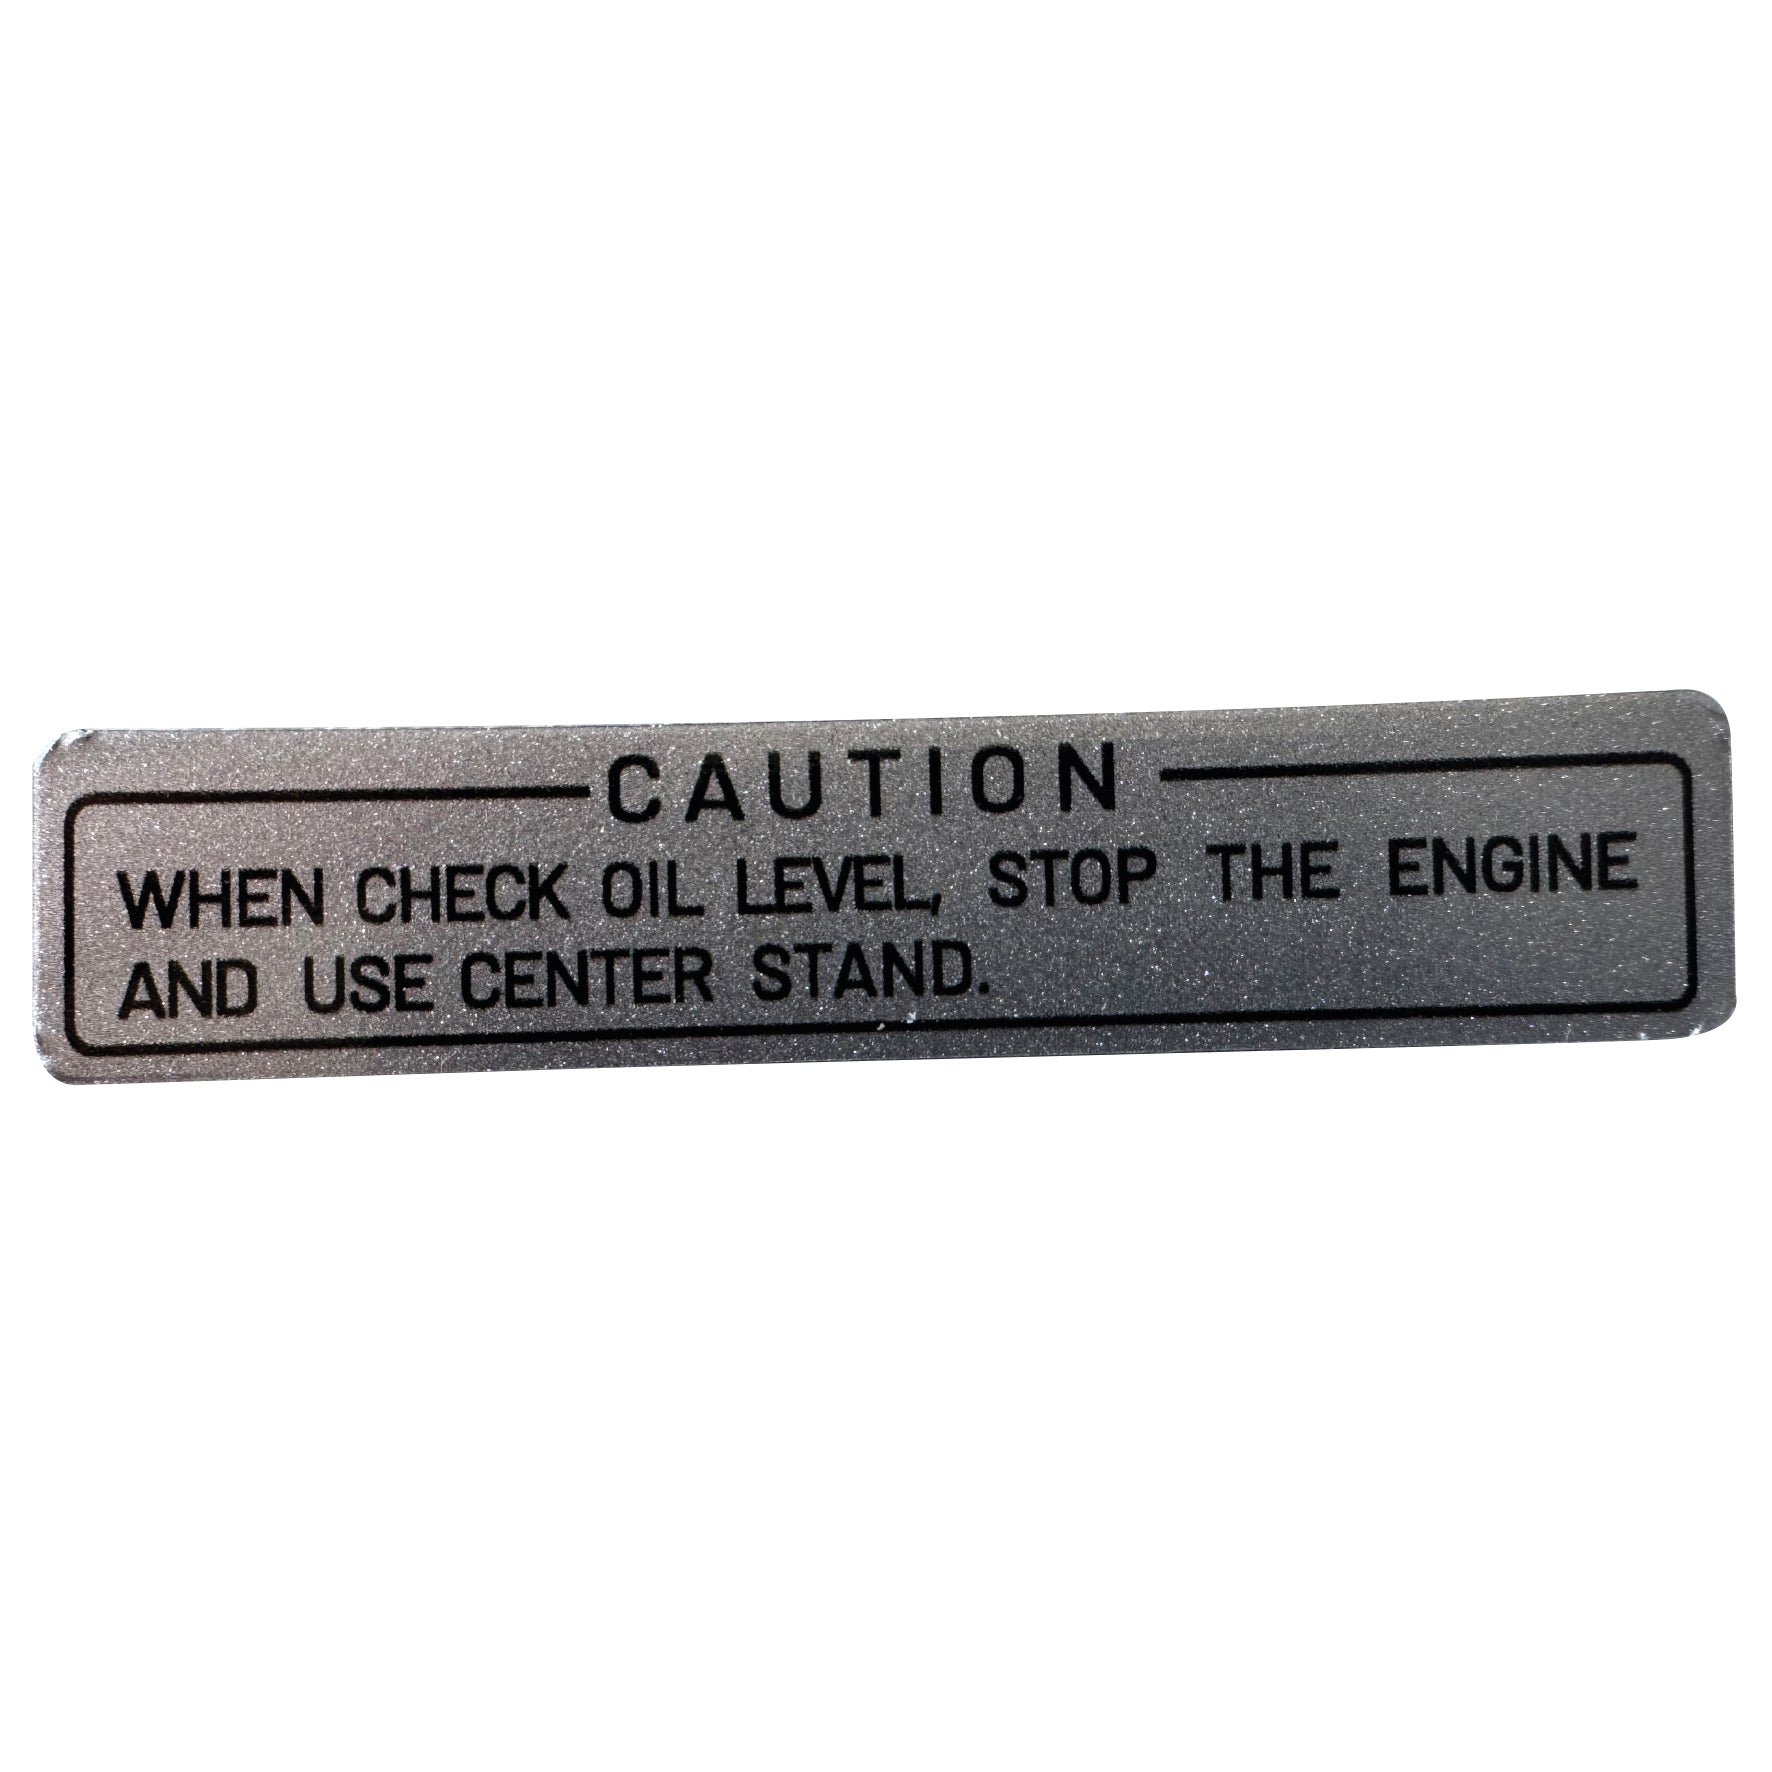 CAUTION
WHEN CHECK OIL LEVEL, STOP THE ENGINE
AND USE CENTER STAND.